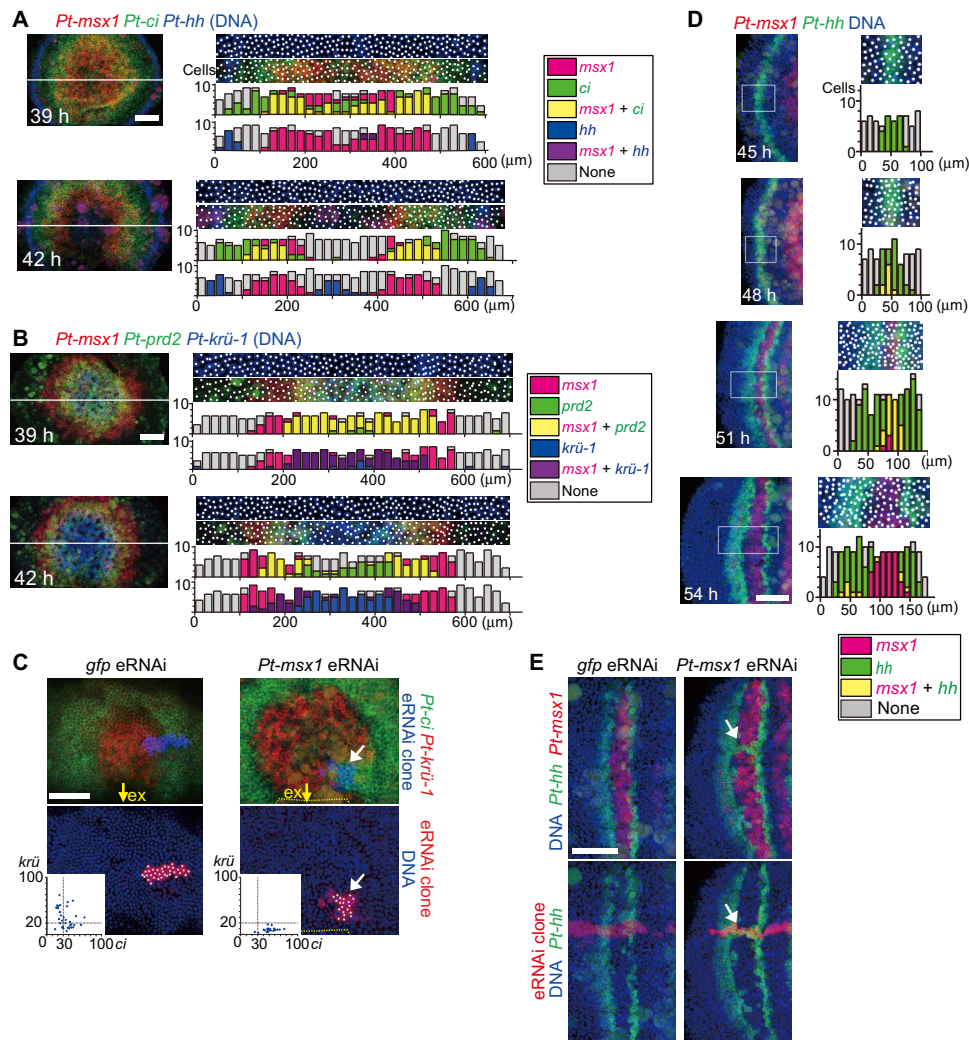 A
Pt-msx1 Pt-ci Pt-hh (DNA)
39 h
Cells
10
0
0 200 400 600 (μm)
msx1
ci
msx1 + ci
hh
msx1 + hh
None
42 h
10
0
0 200 400 600 (μm)
B
Pt-msx1 Pt-prd2 Pt-krü-1 (DNA)
39 h
10
10
0
0 200 400 600 (μm)
msx1
prd2
msx1 + prd2
krü-1
msx1 + krü-1
None
42 h
10
10
0
0 200 400 600 (μm)
C
gfp eRNAi
Pt-msx1 eRNAi
ex
ex
Pt-ci Pt-krü-1
eRNAi clone
krü
100
20
0
0 30 100 ci
krü
100
20
0
0 30 100 ci
eRNAi clone
DNA
D
Pt-msx1 Pt-hh DNA
45 h
Cells
10
0
0 50 100 (μm)
48 h
10
0
0 50 100 (μm)
51 h
10
0
0 50 100 (μm)
54 h
10
0
0 50 100 150 (μm)
msx1
hh
msx1 + hh
None
E
gfp eRNAi
Pt-msx1 eRNAi
DNA Pt-hh Pt-msx1
eRNAi clone
DNA Pt-hh